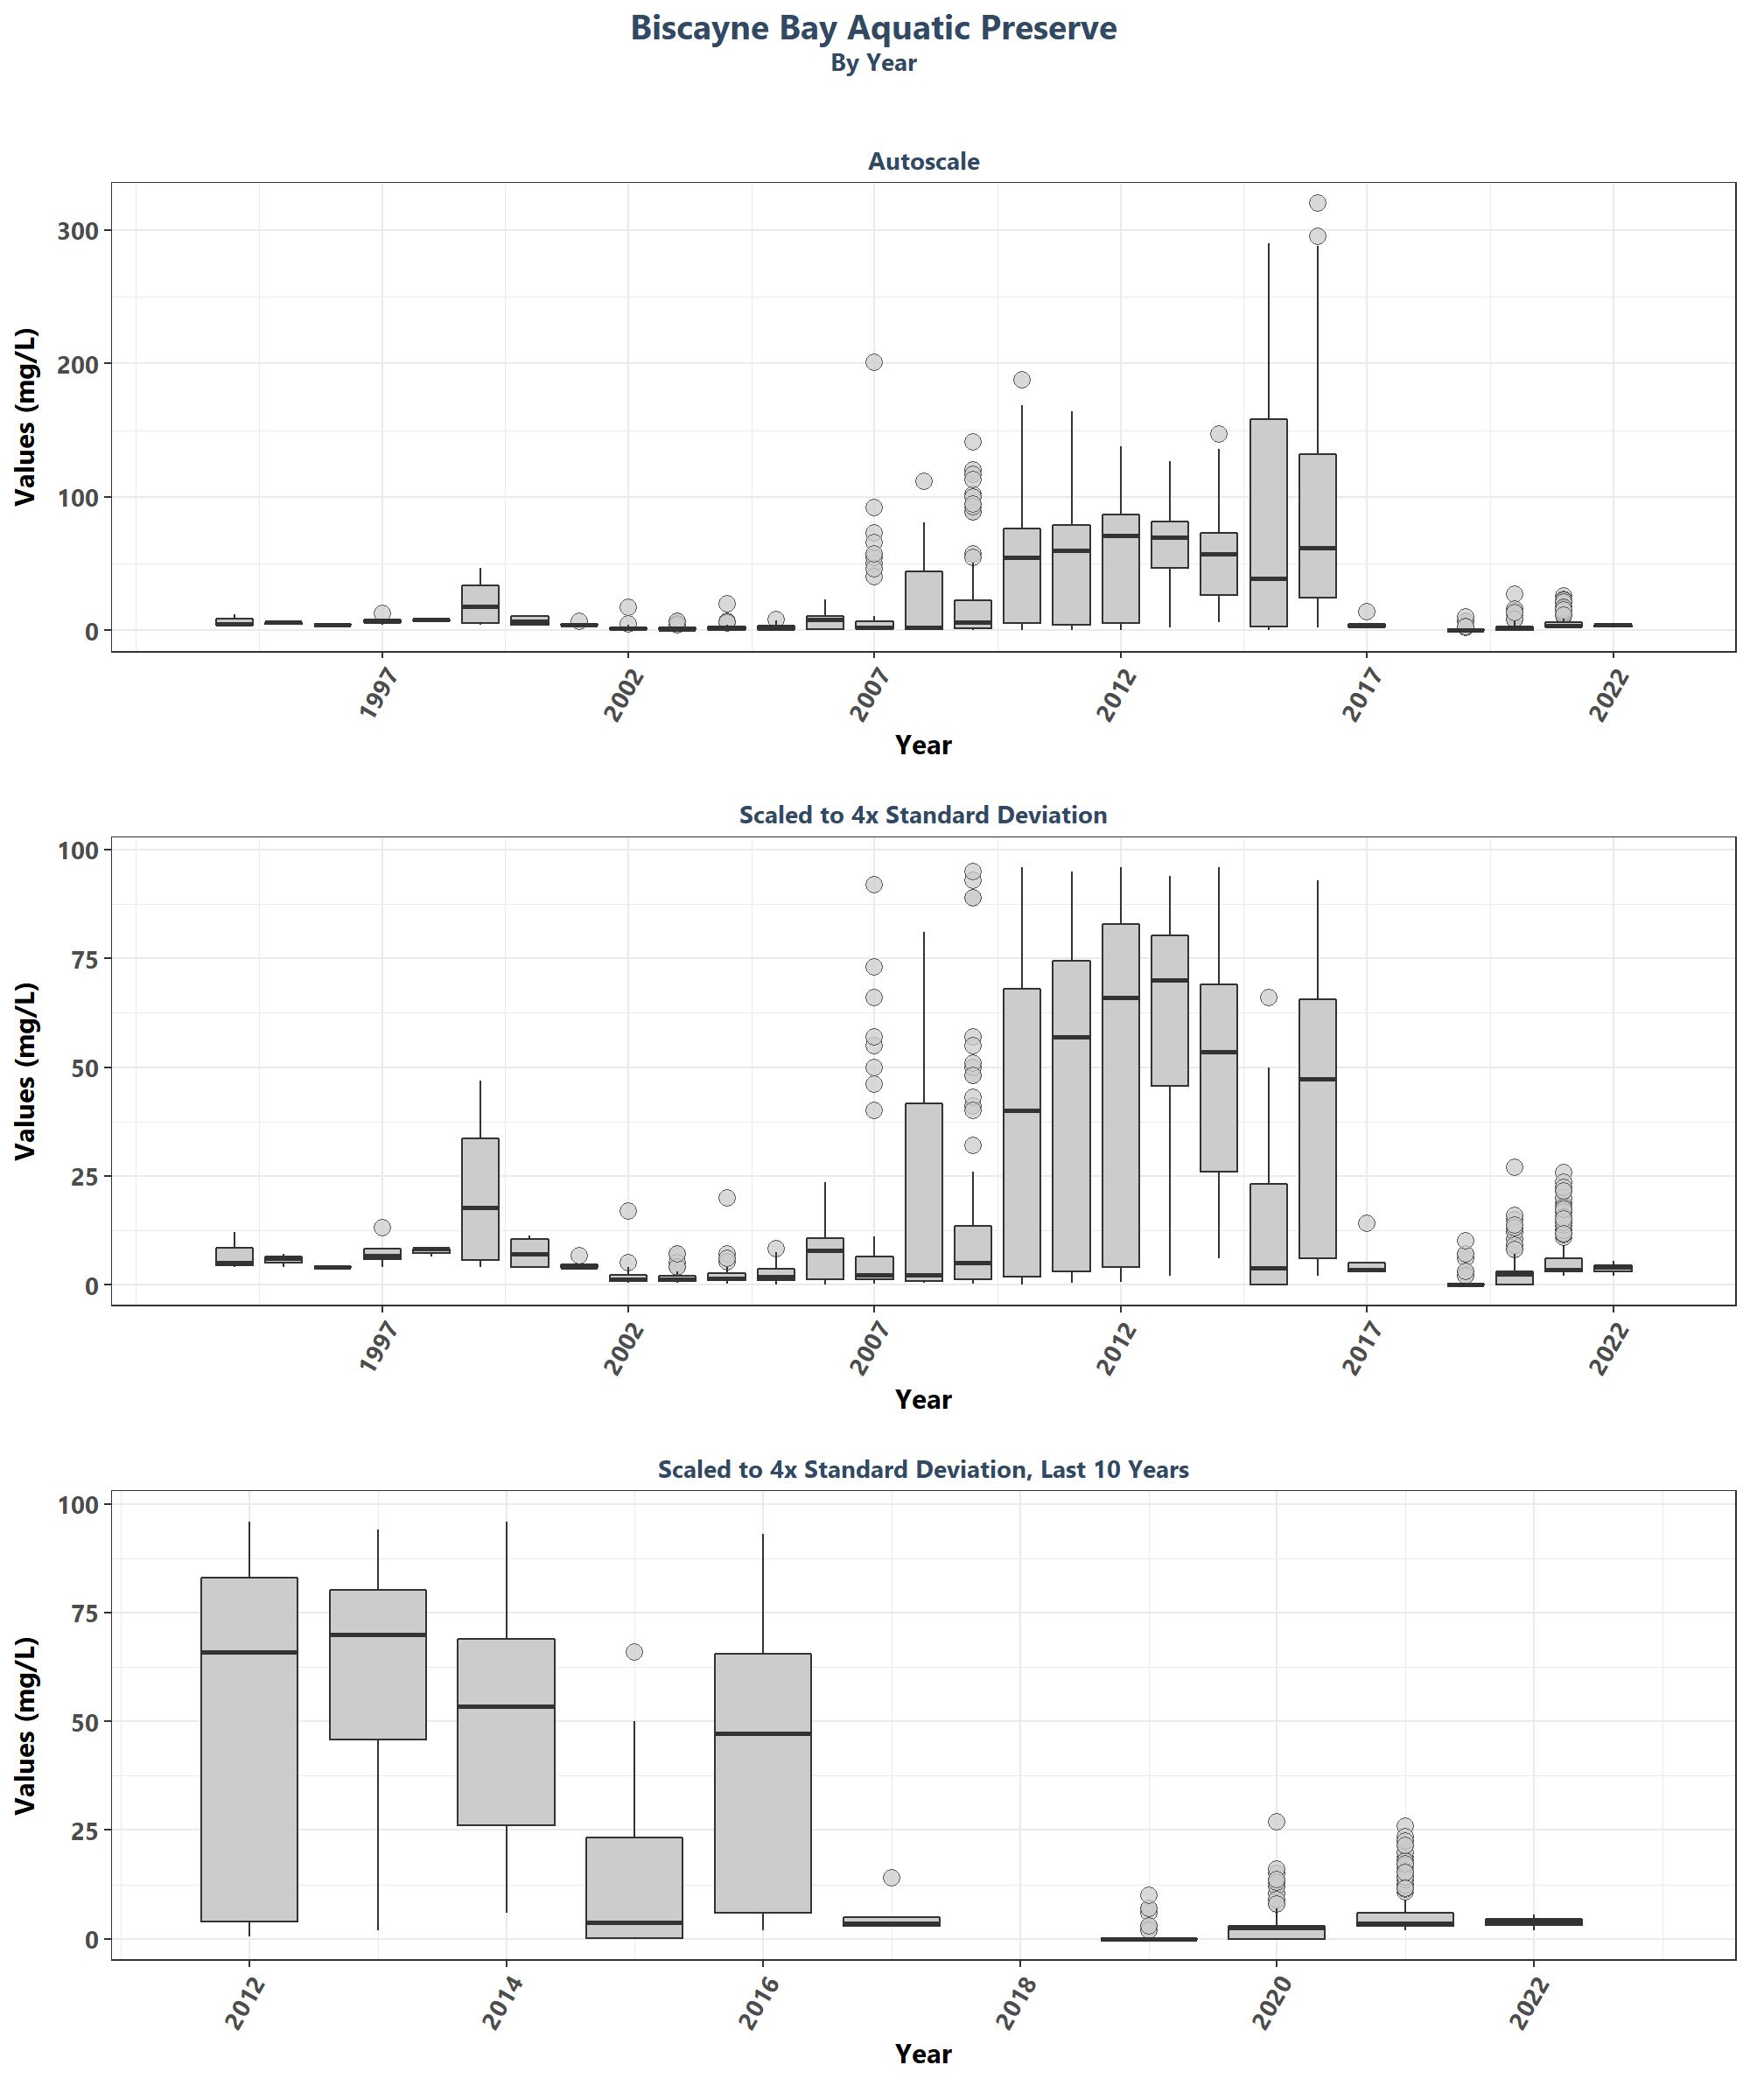 Biscayne Bay Aquatic Preserve
By Year
Autoscale
Values (mg/L)
300
200
100
0
1997
2002
2007
2012
2017
2022
Year
Scaled to 4x Standard Deviation
Values (mg/L)
100
75
50
25
0
1997
2002
2007
2012
2017
2022
Year
Scaled to 4x Standard Deviation, Last 10 Years
Values (mg/L)
100
75
50
25
0
2012
2014
2016
2018
2020
2022
Year